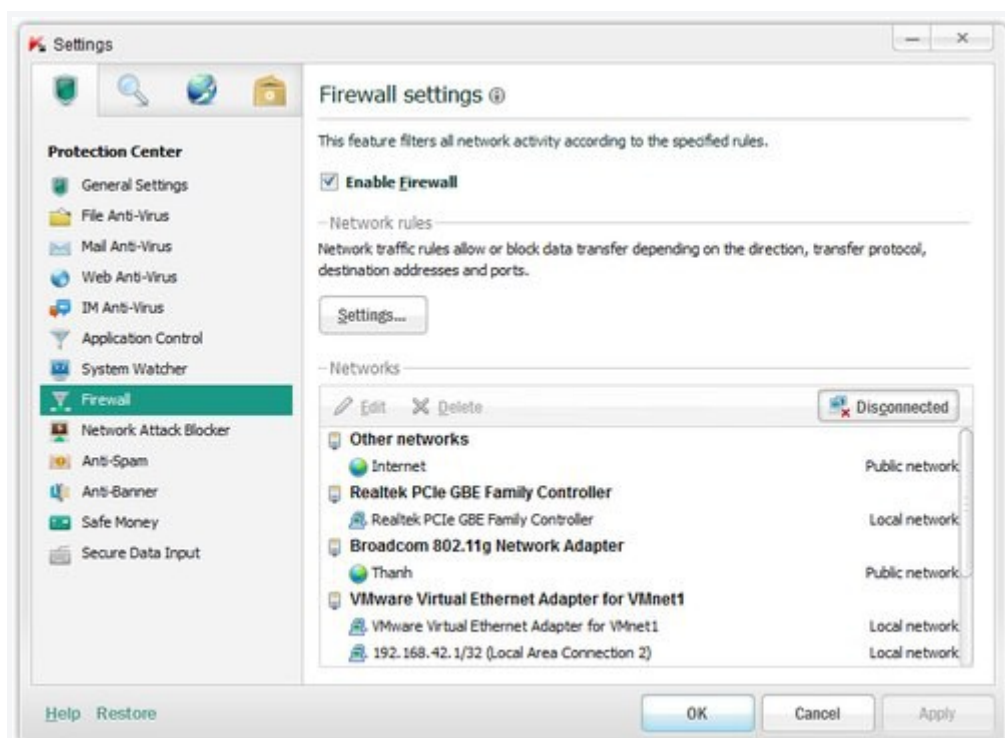 Settings
Protection Center
General Settings
File Anti-Virus
Mail Anti-Virus
Web Anti-Virus
IM Anti-Virus
Application Control
System Watcher
Firewall
Network Attack Blocker
Anti-Spam
Anti-Banner
Safe Money
Secure Data Input
Firewall settings
This feature filters all network activity according to the specified rules.
Enable Firewall
Network rules
Network traffic rules allow or block data transfer depending on the direction, transfer protocol,
destination addresses and ports.
Settings...
Networks
Edit Delete Disconnected
Other networks
Internet Public network
Realtek PCIe GBE Family Controller
Realtek PCIe GBE Family Controller Local network
Broadcom 802.11g Network Adapter
Thanh Public network
VMware Virtual Ethernet Adapter for VMnet1
VMware Virtual Ethernet Adapter for VMnet1 Local network
192.168.42.1/32 (Local Area Connection 2) Local network
Help Restore OK Cancel Apply